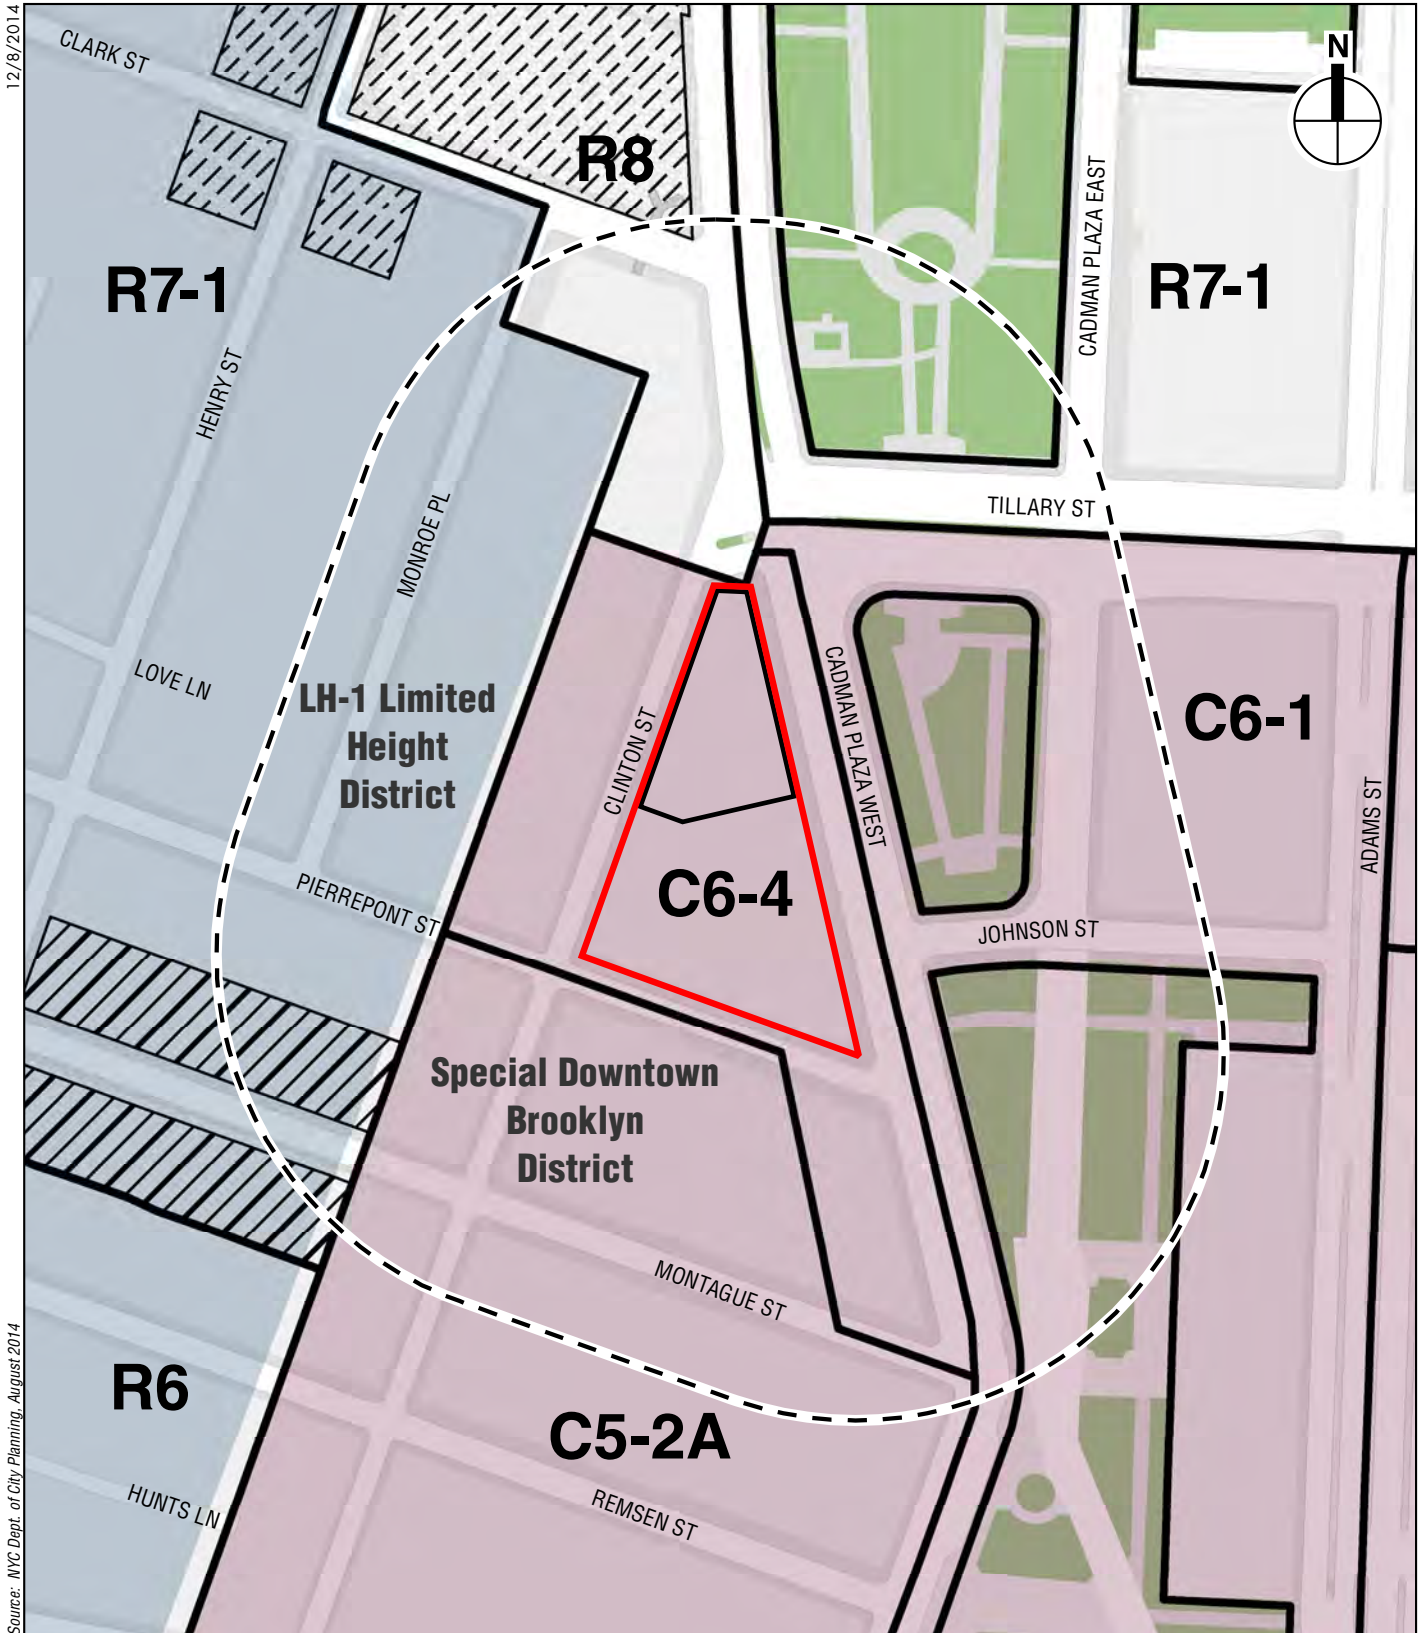 12/8/2014
CLARK ST
N
R8
CADMAN PLAZA EAST
R7-1
R7-1
HENRY ST
TILLARY ST
MONROE PL
LOVE LN
LH-1 Limited
Height
District
CLINTON ST
CADMAN PLAZA WEST
C6-1
ADAMS ST
C6-4
PIERREPONT ST
JOHNSON ST
Special Downtown
Brooklyn
District
MONTAGUE ST
R6
C5-2A
HUNTS LN
REMSEN ST
Source: NYC Dept. of City Planning, August 2014